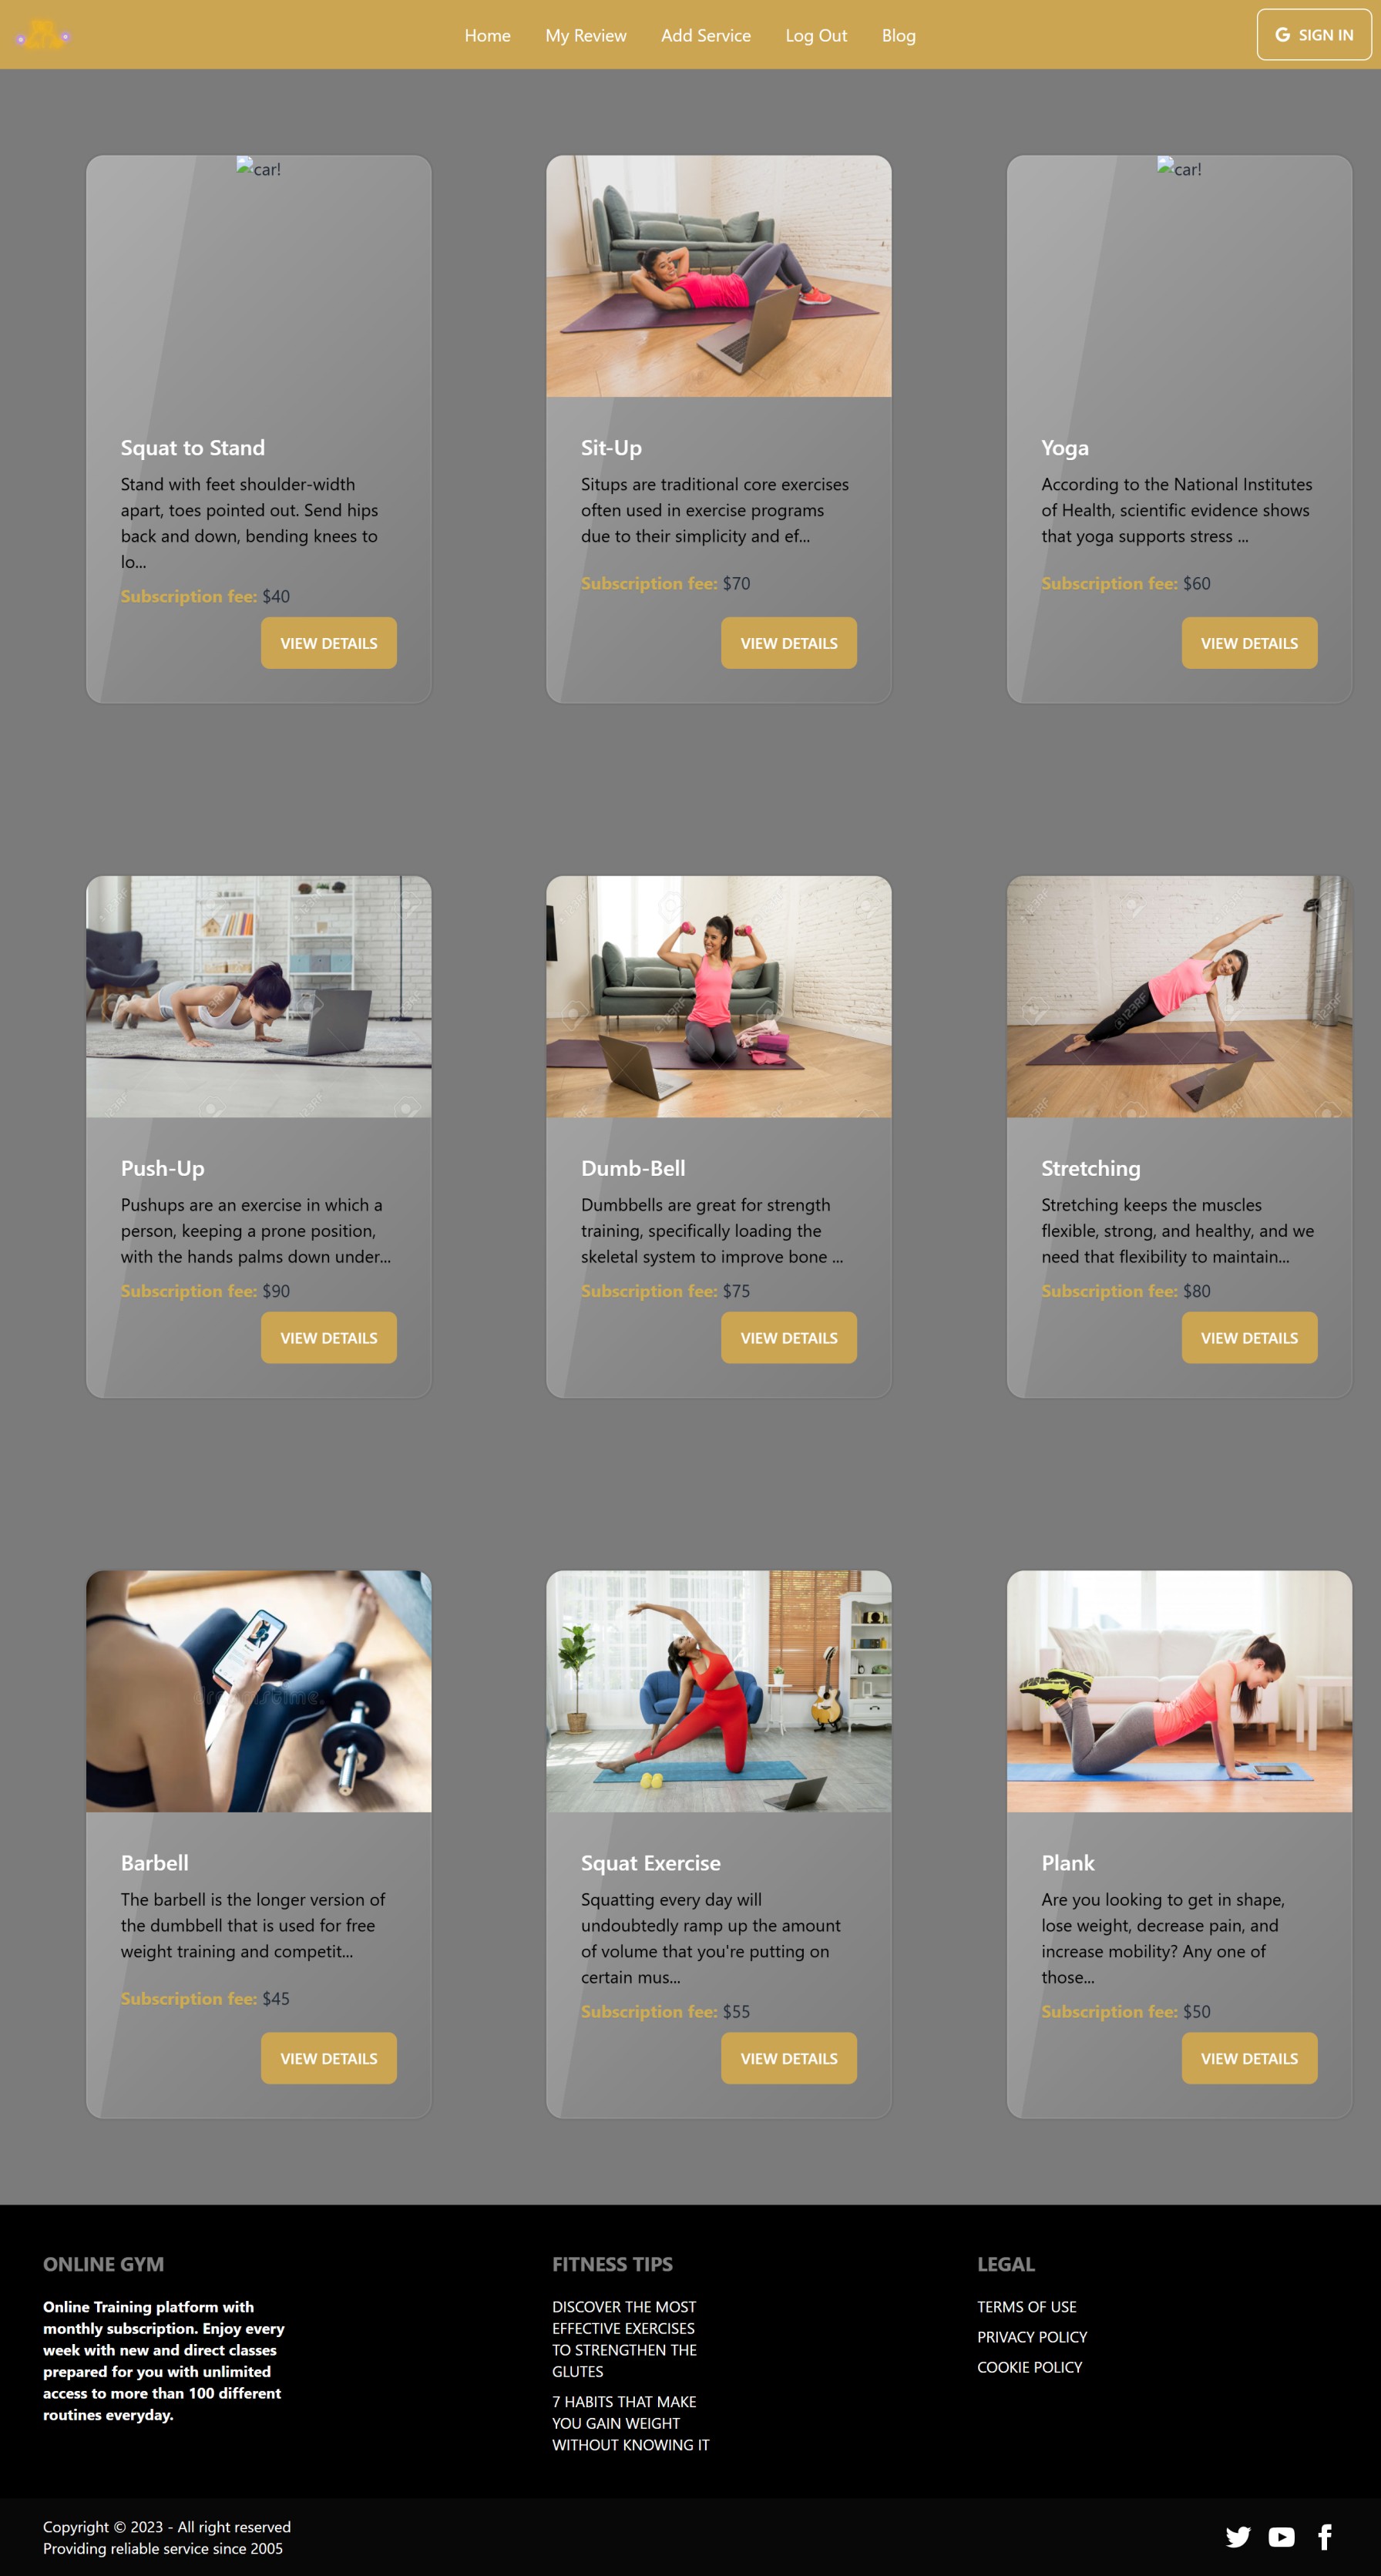 Home My Review Add Service Log Out Blog
SIGN IN
car!
Squat to Stand
Stand with feet shoulder-width
apart, toes pointed out. Send hips
back and down, bending knees to
lo...
Subscription fee: $40
VIEW DETAILS
Sit-Up
Situps are traditional core exercises
often used in exercise programs
due to their simplicity and ef...
Subscription fee: $70
VIEW DETAILS
car!
Yoga
According to the National Institutes
of Health, scientific evidence shows
that yoga supports stress ...
Subscription fee: $60
VIEW DETAILS
Push-Up
Pushups are an exercise in which a
person, keeping a prone position,
with the hands palms down under...
Subscription fee: $90
VIEW DETAILS
123RF
Dumb-Bell
Dumbbells are great for strength
training, specifically loading the
skeletal system to improve bone ...
Subscription fee: $75
VIEW DETAILS
123RF
Stretching
Stretching keeps the muscles
flexible, strong, and healthy, and we
need that flexibility to maintain...
Subscription fee: $80
VIEW DETAILS
Barbell
The barbell is the longer version of
the dumbbell that is used for free
weight training and competit...
Subscription fee: $45
VIEW DETAILS
Squat Exercise
Squatting every day will
undoubtedly ramp up the amount
of volume that you're putting on
certain mus...
Subscription fee: $55
VIEW DETAILS
Plank
Are you looking to get in shape,
lose weight, decrease pain, and
increase mobility? Any one of
those...
Subscription fee: $50
VIEW DETAILS
ONLINE GYM
Online Training platform with
monthly subscription. Enjoy every
week with new and direct classes
prepared for you with unlimited
access to more than 100 different
routines everyday.
FITNESS TIPS
DISCOVER THE MOST
EFFECTIVE EXERCISES
TO STRENGTHEN THE
GLUTES
7 HABITS THAT MAKE
YOU GAIN WEIGHT
WITHOUT KNOWING IT
LEGAL
TERMS OF USE
PRIVACY POLICY
COOKIE POLICY
Copyright © 2023 - All right reserved
Providing reliable service since 2005